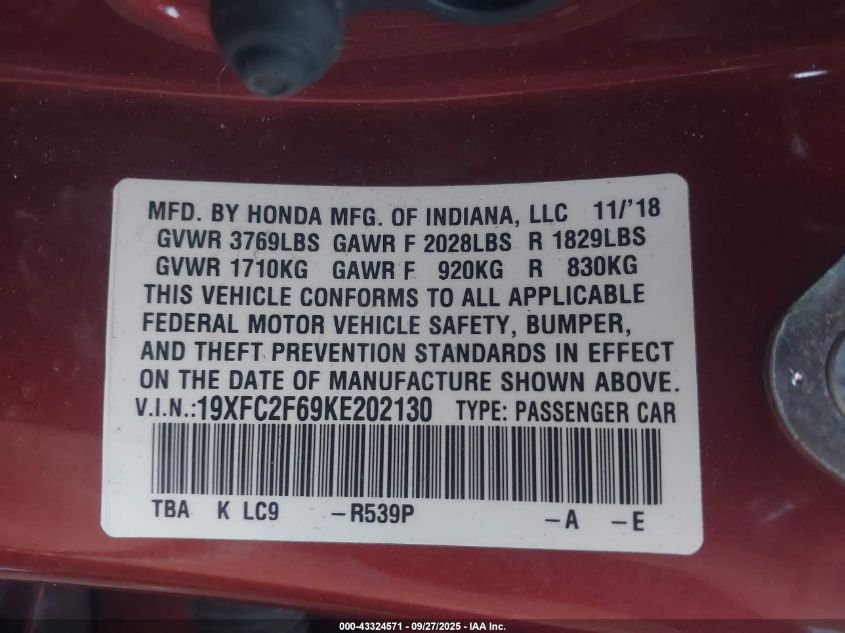 MFD. BY HONDA MFG. OF INDIANA, LLC 11/'18
GVWR 3769LBS GAWR F 2028LBS R 1829LBS
GVWR 1710KG GAWR F 920KG R 830KG
THIS VEHICLE CONFORMS TO ALL APPLICABLE
FEDERAL MOTOR VEHICLE SAFETY, BUMPER,
AND THEFT PREVENTION STANDARDS IN EFFECT
ON THE DATE OF MANUFACTURE SHOWN ABOVE.
V.I.N.:19XFC2F69KE202130 TYPE: PASSENGER CAR
TBA K LC9 -R539P -A -E
000-43324571 - 09/27/2025 - IAA Inc.